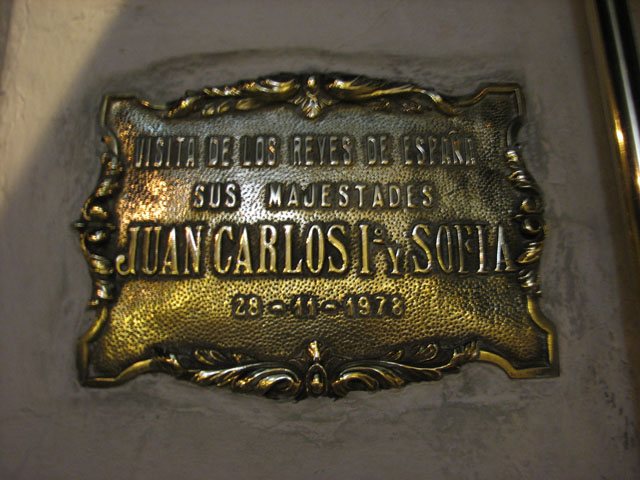 VISITA DE LOS REYES DE ESPAÑA
SUS MAJESTADES
JUAN CARLOS Iº Y SOFIA
28-11-1978